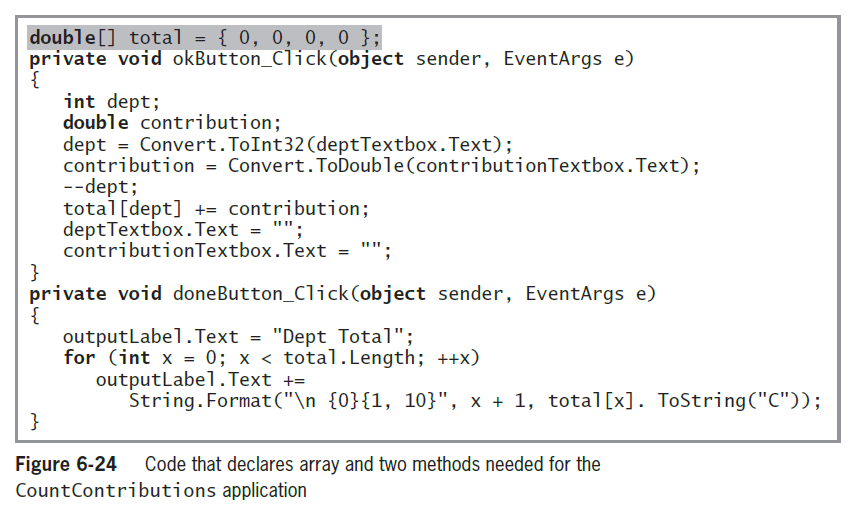 double[] total = { 0, 0, 0, 0 };
private void okButton_Click(object sender, EventArgs e)
{
   int dept;
   double contribution;
   dept = Convert.ToInt32(deptTextbox.Text);
   contribution = Convert.ToDouble(contributionTextbox.Text);
   --dept;
   total[dept] += contribution;
   deptTextbox.Text = "";
   contributionTextbox.Text = "";
}
private void doneButton_Click(object sender, EventArgs e)
{
   outputLabel.Text = "Dept Total";
   for (int x = 0; x < total.Length; ++x)
      outputLabel.Text +=
         String.Format("\n {0}{1, 10}", x + 1, total[x]. ToString("C"));
}
Figure 6-24 Code that declares array and two methods needed for the
CountContributions application